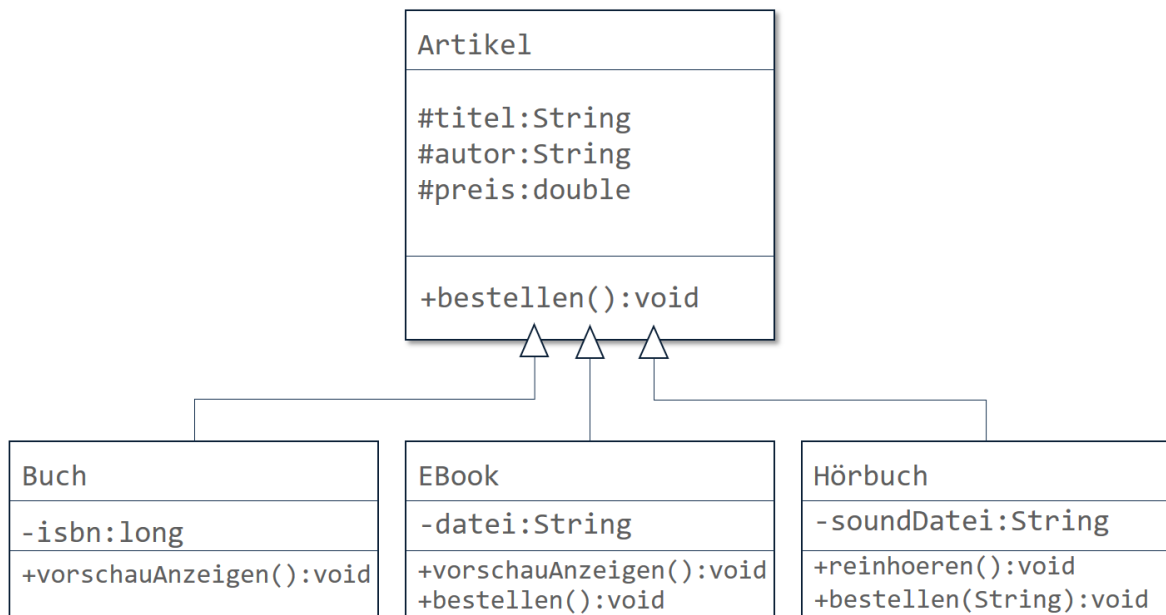 Artikel
#titel:String
#autor:String
#preis:double
+bestellen():void
Buch
-isbn:long
+vorschauAnzeigen():void
EBook
-datei:String
+vorschauAnzeigen():void
+bestellen():void
Hörbuch
-soundDatei:String
+reinhoeren():void
+bestellen(String):void